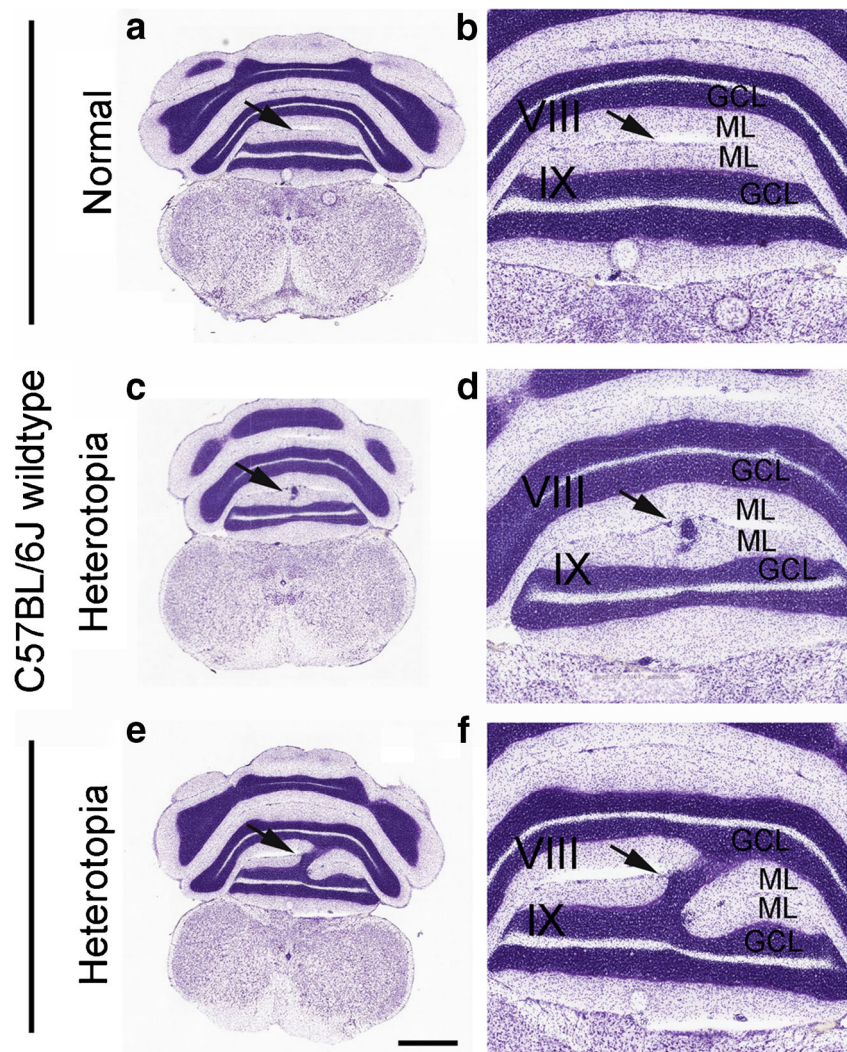 C57BL/6J wildtype
Normal
a
b
VIII
GCL
ML
ML
IX
GCL
Heterotopia
c
d
VIII
GCL
ML
ML
IX
GCL
Heterotopia
e
f
VIII
GCL
ML
ML
IX
GCL